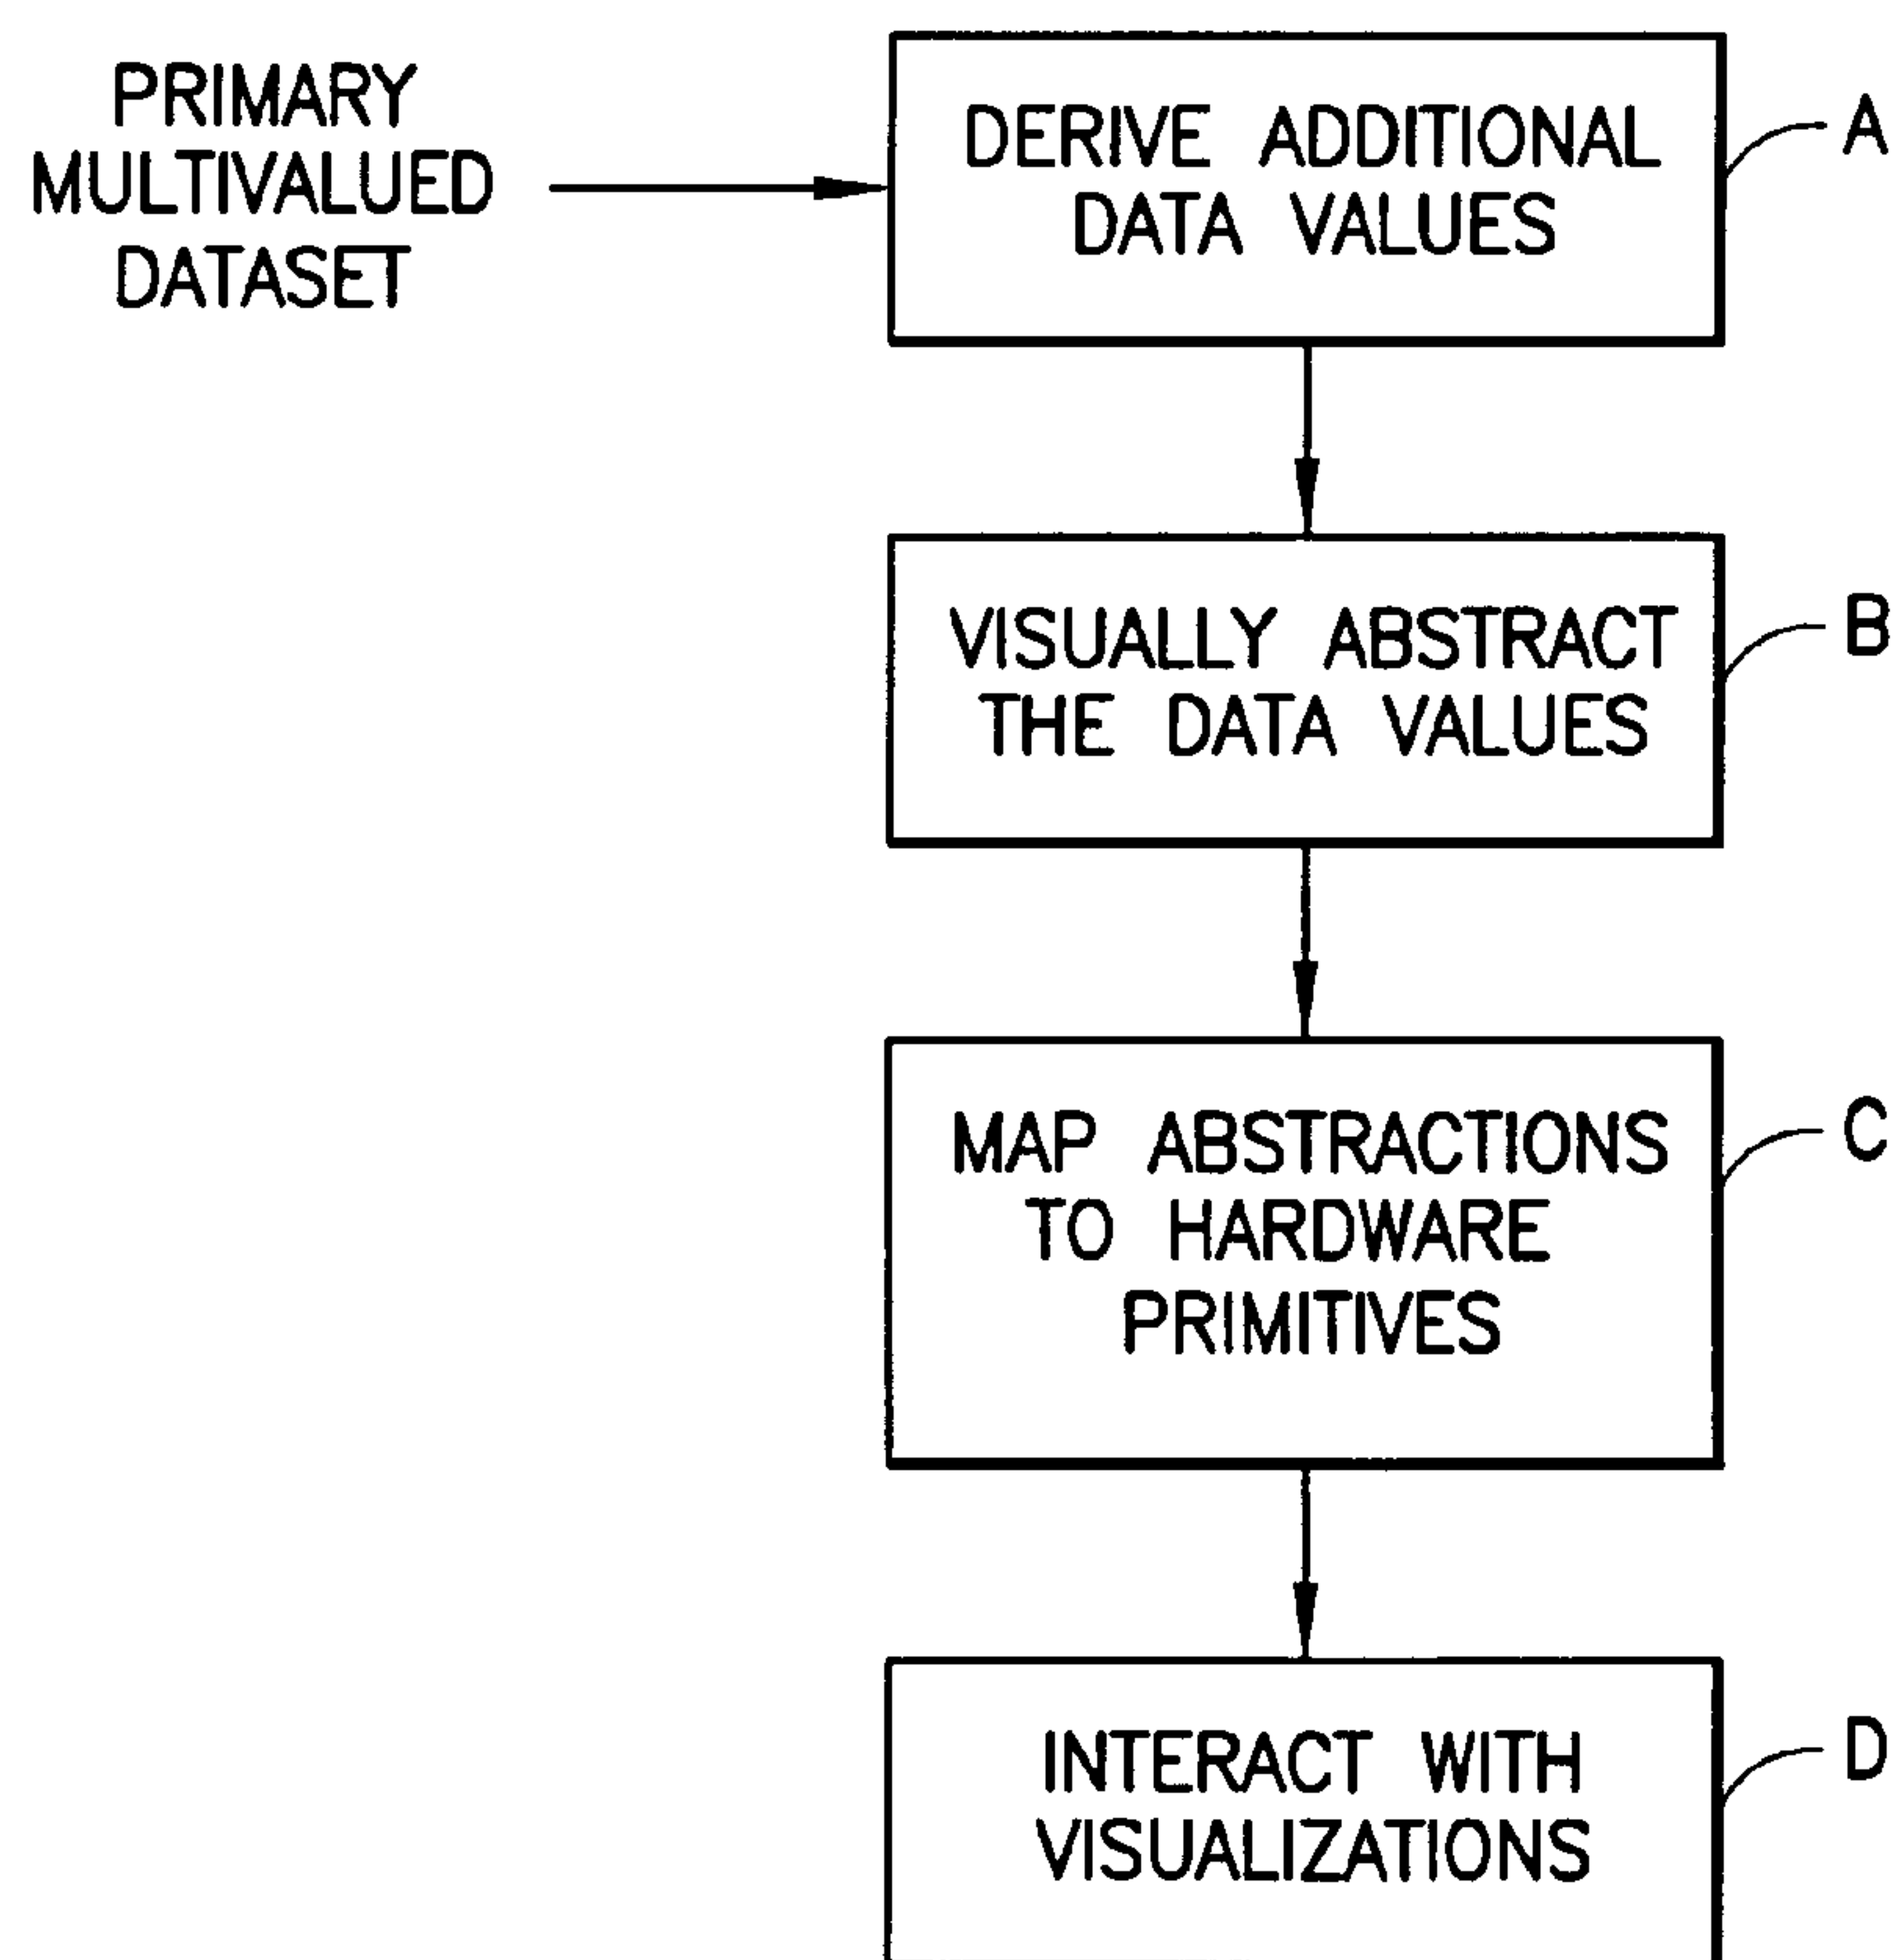 PRIMARY
MULTIVALUED
DATASET
DERIVE ADDITIONAL
DATA VALUES
A
VISUALLY ABSTRACT
THE DATA VALUES
B
MAP ABSTRACTIONS
TO HARDWARE
PRIMITIVES
C
INTERACT WITH
VISUALIZATIONS
D